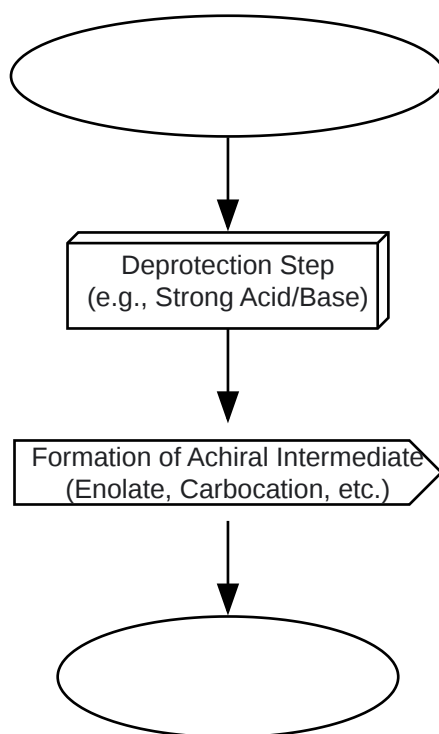 Deprotection Step
(e.g., Strong Acid/Base)
Formation of Achiral Intermediate
(Enolate, Carbocation, etc.)